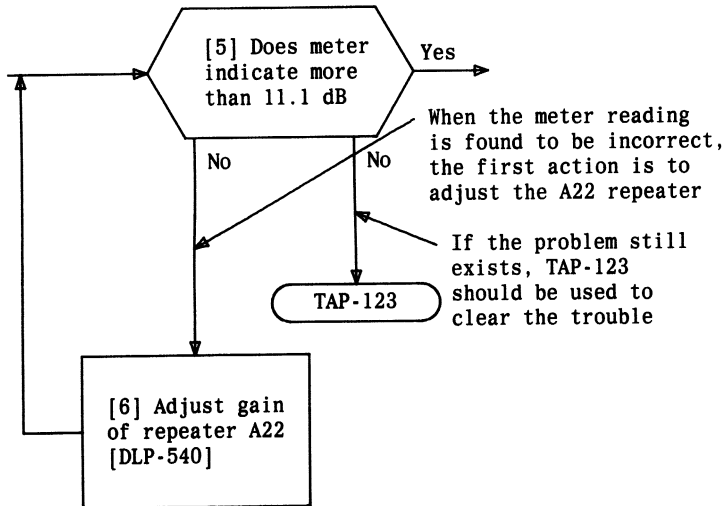 [5] Does meter
indicate more
than 11.1 dB
Yes
When the meter reading
is found to be incorrect,
the first action is to
adjust the A22 repeater
No
No
If the problem still
exists, TAP-123
should be used to
clear the trouble
TAP-123
[6] Adjust gain
of repeater A22
[DLP-540]